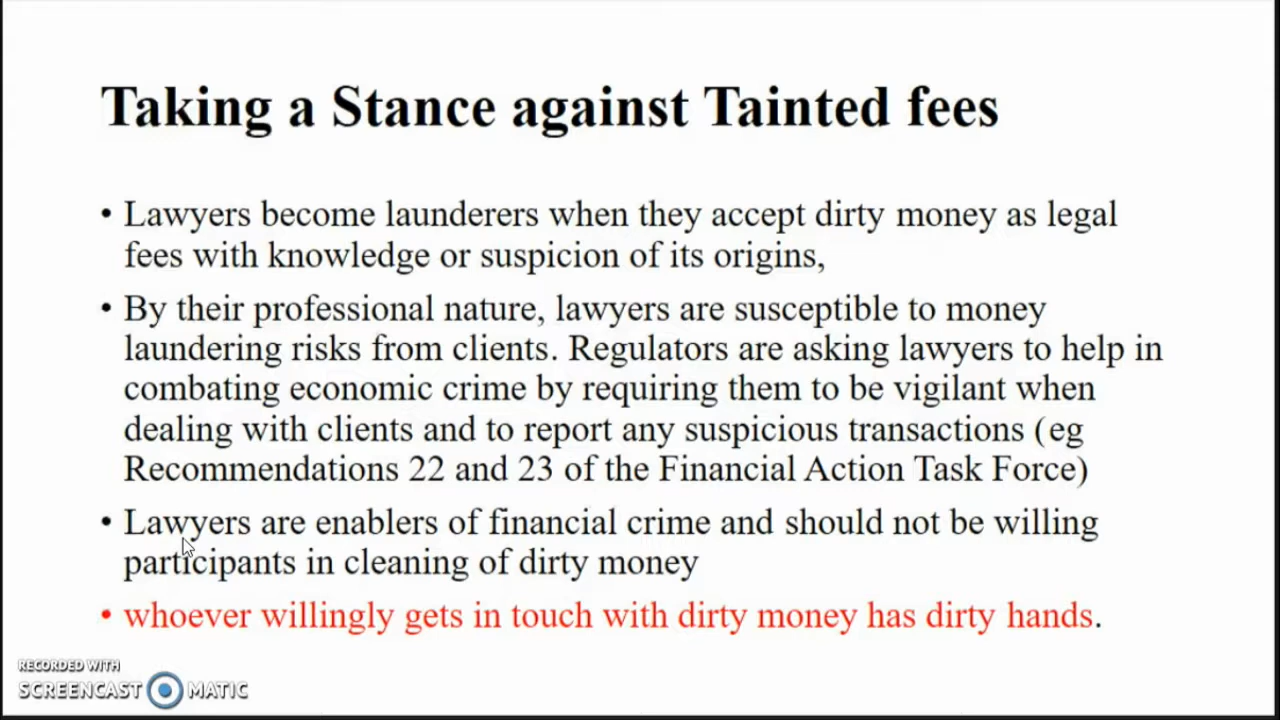 Taking a Stance against Tainted fees
• Lawyers become launderers when they accept dirty money as legal
fees with knowledge or suspicion of its origins,
• By their professional nature, lawyers are susceptible to money
laundering risks from clients. Regulators are asking lawyers to help in
combating economic crime by requiring them to be vigilant when
dealing with clients and to report any suspicious transactions (eg
Recommendations 22 and 23 of the Financial Action Task Force)
• Lawyers are enablers of financial crime and should not be willing
participants in cleaning of dirty money
• whoever willingly gets in touch with dirty money has dirty hands.
RECORDED WITH
SCREENCAST MATIC